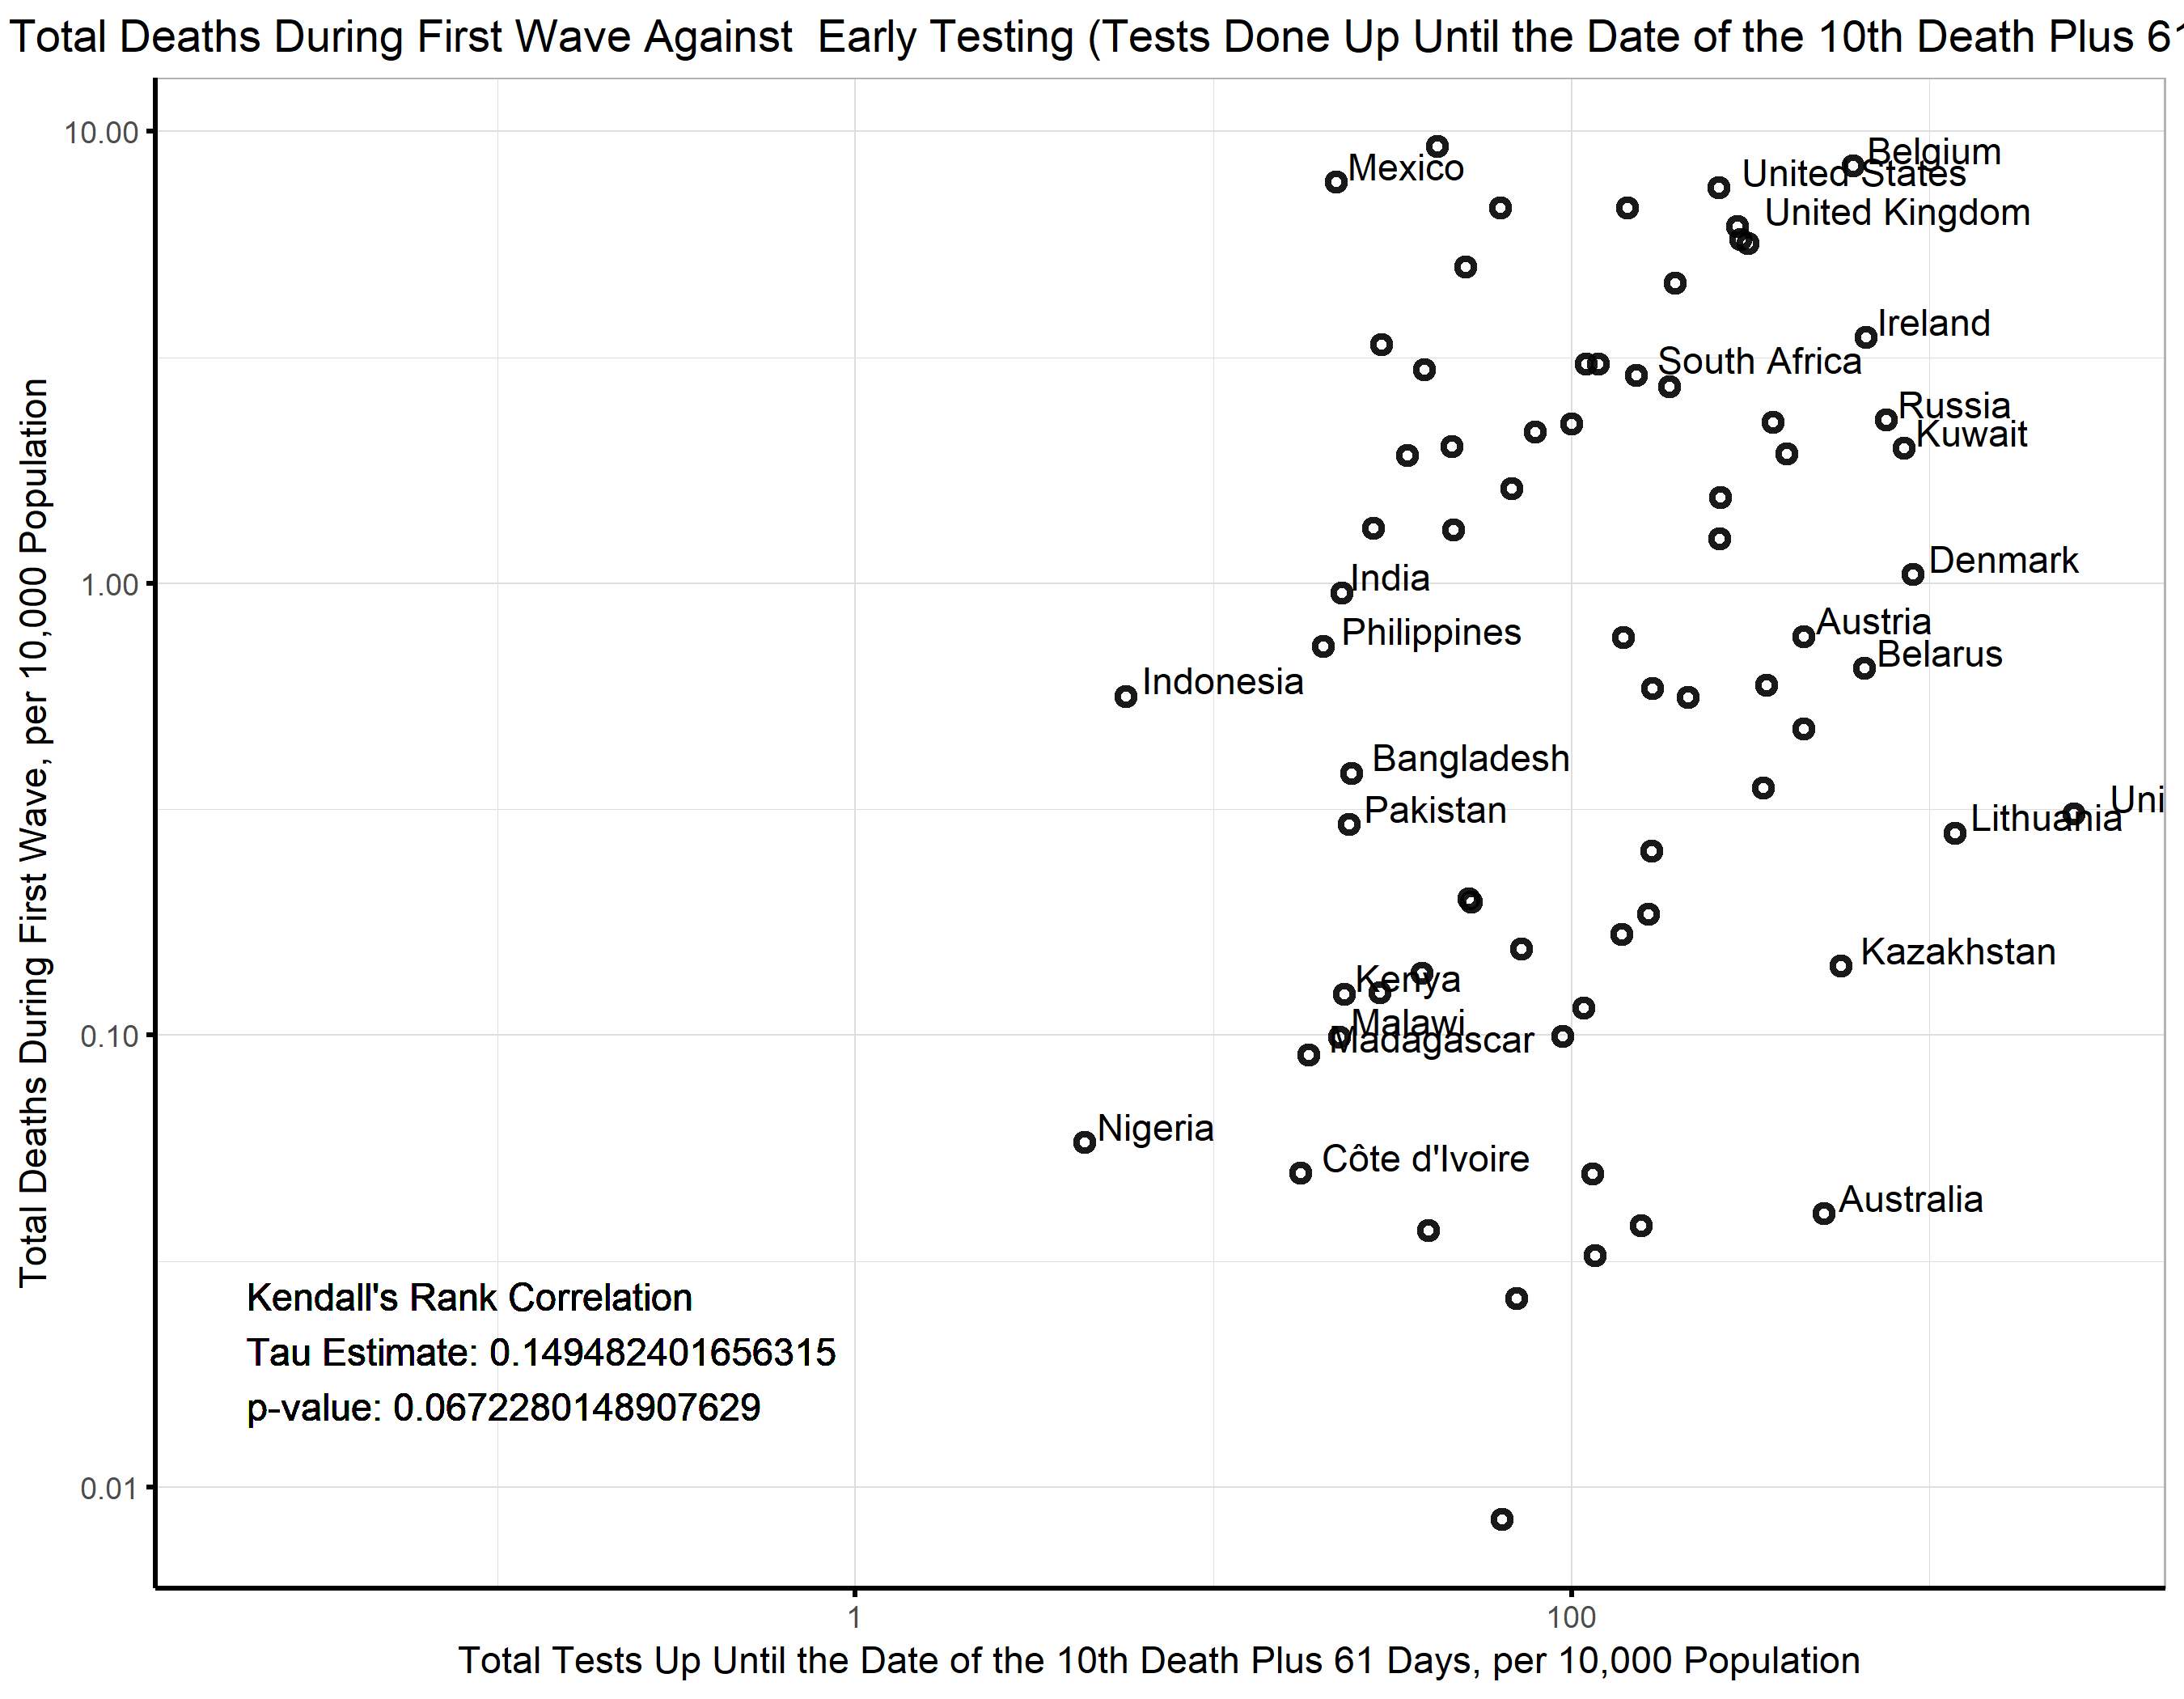 Total Deaths During First Wave Against  Early Testing (Tests Done Up Until the Date of the 10th Death Plus 61
10.00
Mexico
Belgium
United States
United Kingdom
Ireland
South Africa
Russia
Kuwait
1.00
India
Denmark
Philippines
Austria
Belarus
Indonesia
Bangladesh
Pakistan
Uni
Lithuania
Kazakhstan
Kenya
0.10
Malawi
Madagascar
Nigeria
Côte d'Ivoire
Australia
Kendall's Rank Correlation
Tau Estimate: 0.149482401656315
p-value: 0.0672280148907629
0.01
1
100
Total Tests Up Until the Date of the 10th Death Plus 61 Days, per 10,000 Population
Total Deaths During First Wave, per 10,000 Population